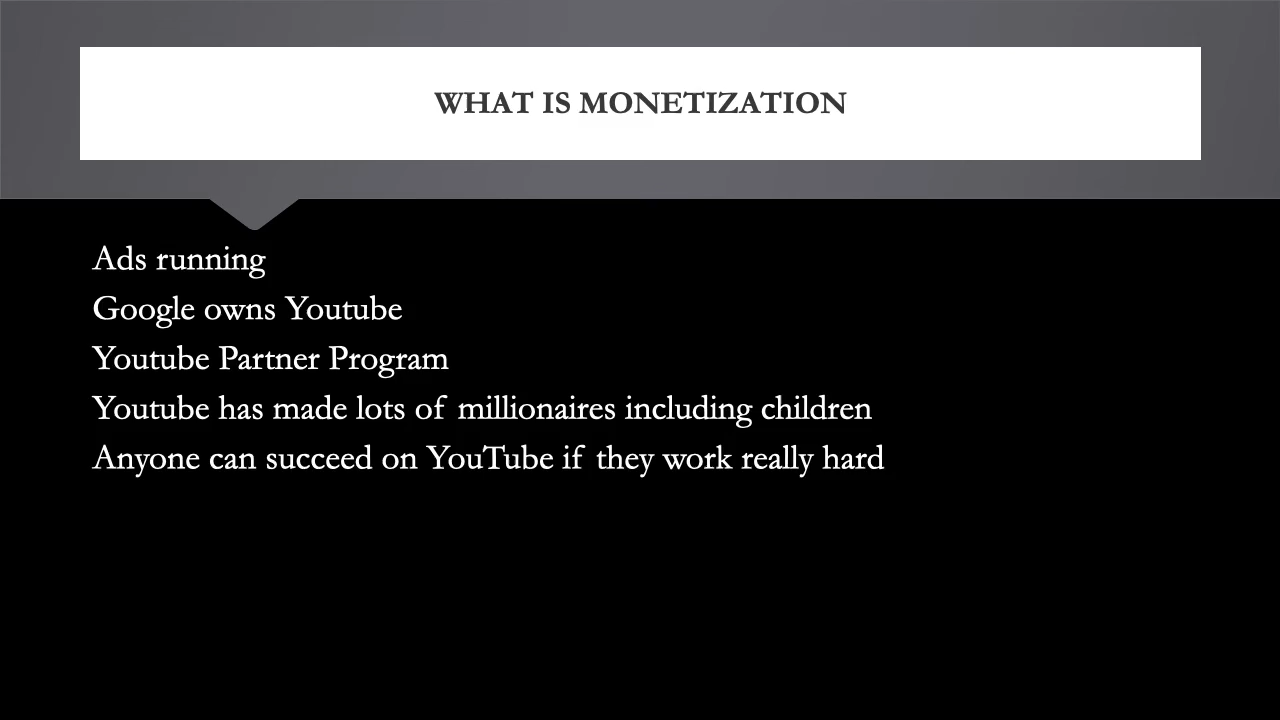 WHAT IS MONETIZATION
Ads running
Google owns Youtube
Youtube Partner Program
Youtube has made lots of millionaires including children
Anyone can succeed on YouTube if they work really hard